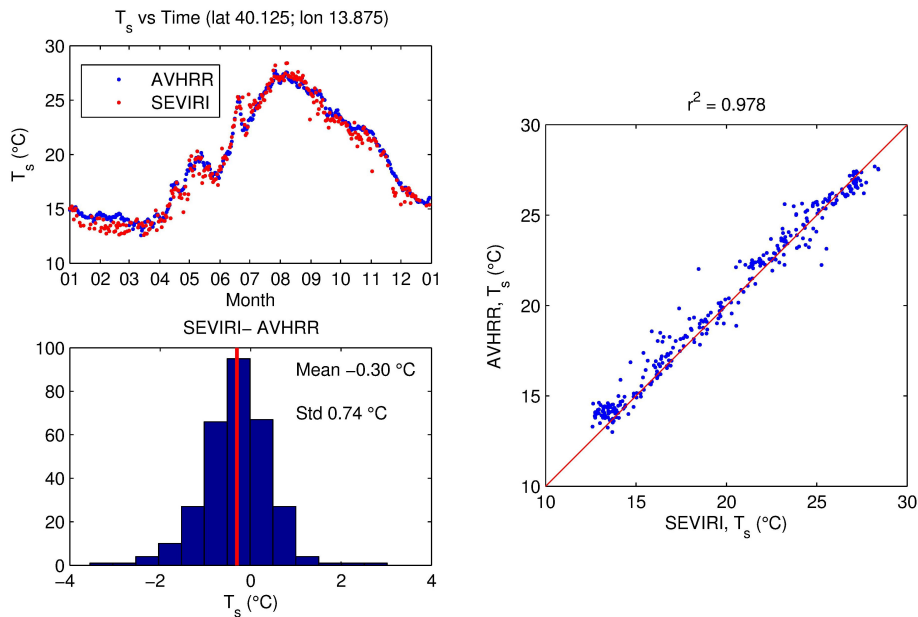 T_s vs Time (lat 40.125; lon 13.875)
30
25
20
15
10
T_s (°C)
AVHRR
SEVIRI
01 02 03 04 05 06 07 08 09 10 11 12 01
Month
SEVIRI− AVHRR
100
80
60
40
20
0
Mean −0.30 °C
Std 0.74 °C
−4 −2 0 2 4
T_s (°C)
r² = 0.978
30
25
20
15
10
AVHRR, T_s (°C)
10 15 20 25 30
SEVIRI, T_s (°C)